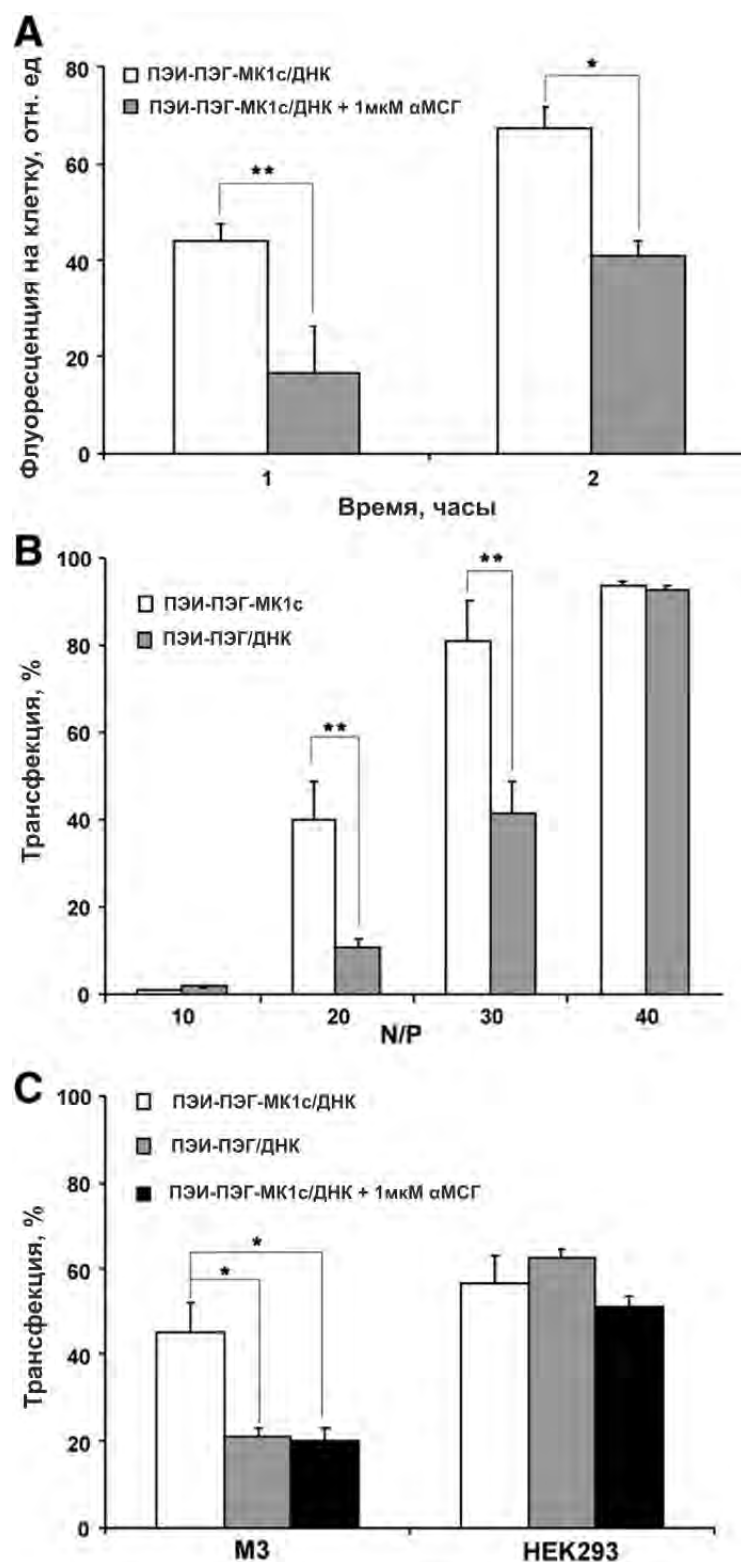 A
Флуоресценция на клетку, отн. ед
80
60
40
20
0
ПЭИ-ПЭГ-МК1с/ДНК
ПЭИ-ПЭГ-МК1с/ДНК + 1мкМ αМСГ
**
*
1
2
Время, часы
B
Трансфекция, %
100
80
60
40
20
0
ПЭИ-ПЭГ-МК1с
ПЭИ-ПЭГ/ДНК
**
**
10
20
30
40
N/P
C
Трансфекция, %
100
80
60
40
20
0
ПЭИ-ПЭГ-МК1с/ДНК
ПЭИ-ПЭГ/ДНК
ПЭИ-ПЭГ-МК1с/ДНК + 1мкМ αМСГ
*
*
M3
HEK293